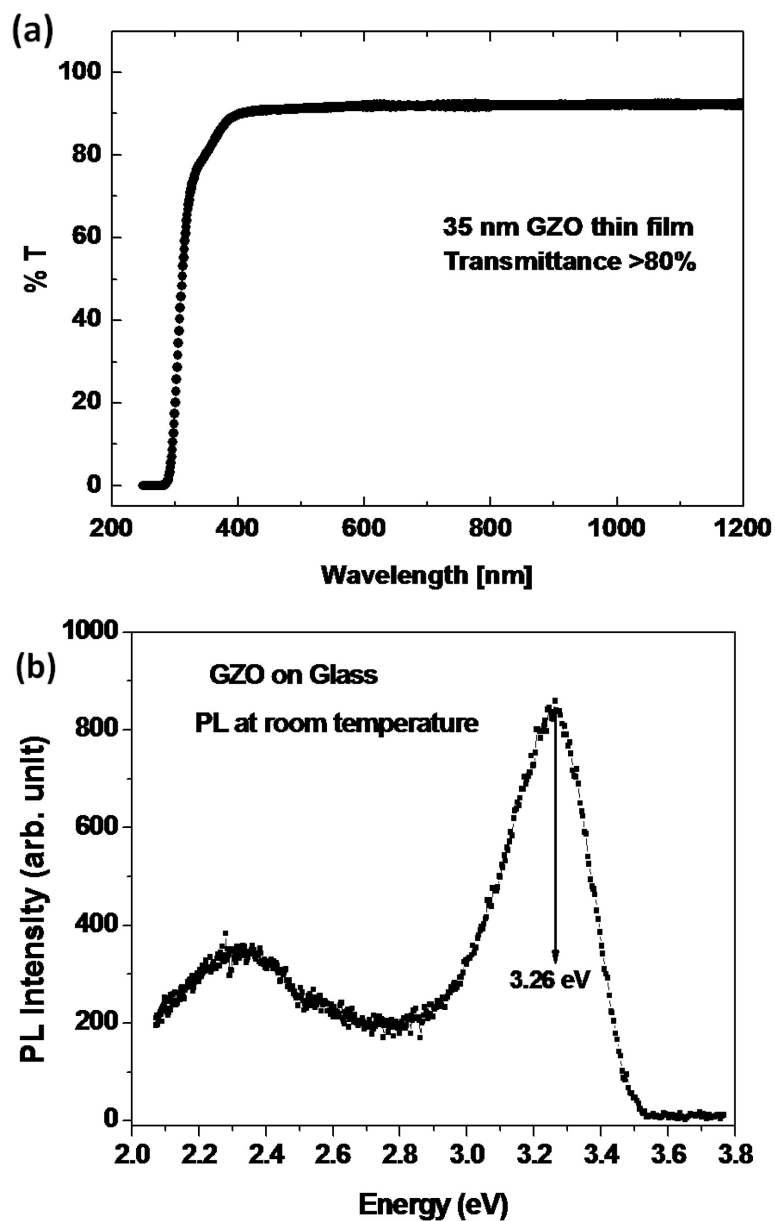 (a)
100
80
60
40
20
0
% T
35 nm GZO thin film
Transmittance >80%
200 400 600 800 1000 1200
Wavelength [nm]
(b)
1000
800
600
400
200
0
PL Intensity (arb. unit)
GZO on Glass
PL at room temperature
3.26 eV
2.0 2.2 2.4 2.6 2.8 3.0 3.2 3.4 3.6 3.8
Energy (eV)